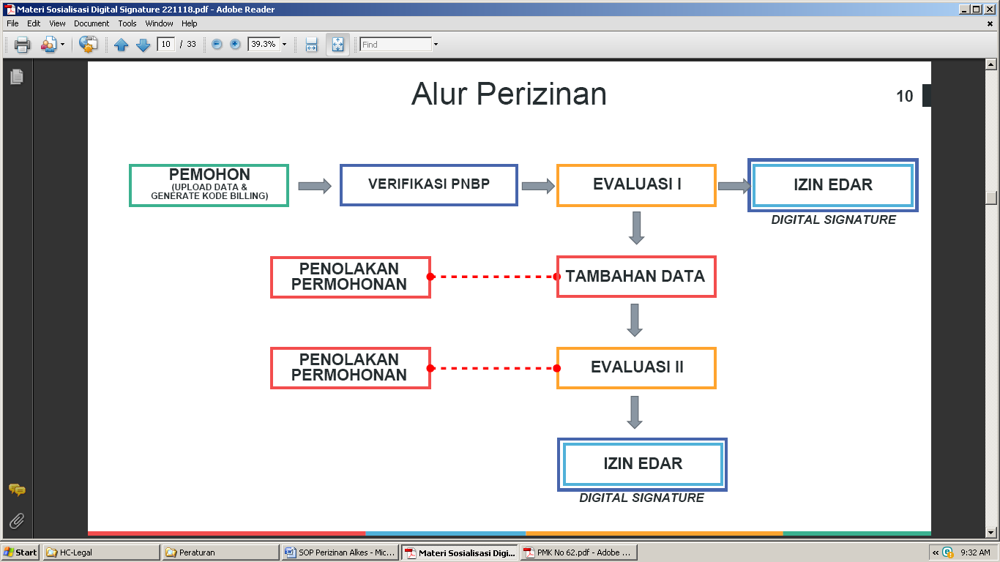 Materi Sosialisasi Digital Signature 221118.pdf - Adobe Reader
File Edit View Document Tools Window Help
10 / 33 39.3% Find
Alur Perizinan
10
PEMOHON
(UPLOAD DATA &
GENERATE KODE BILLING)
VERIFIKASI PNBP
EVALUASI I
IZIN EDAR
DIGITAL SIGNATURE
PENOLAKAN
PERMOHONAN
TAMBAHAN DATA
PENOLAKAN
PERMOHONAN
EVALUASI II
IZIN EDAR
DIGITAL SIGNATURE
Start HC-Legal Peraturan SOP Perizinan Alkes - Mic... Materi Sosialisasi Digi... PMK No 62.pdf - Adobe ... « 9:32 AM